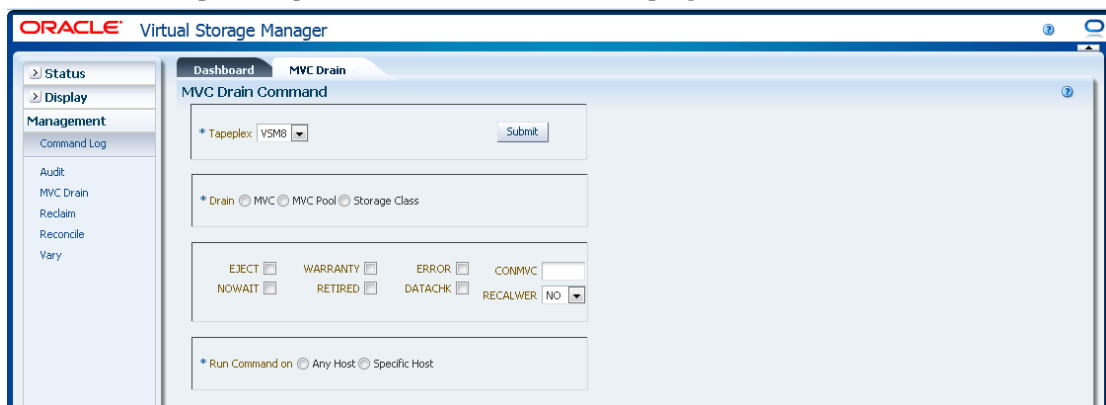 ORACLE Virtual Storage Manager
Status
Display
Management
Command Log
Audit
MVC Drain
Reclaim
Reconcile
Vary
Dashboard MVC Drain
MVC Drain Command
* Tapeplex VSM8 Submit
* Drain MVC MVC Pool Storage Class
EJECT WARRANTY ERROR CONMVC
NOWAIT RETIRED DATACHK RECALWER NO
* Run Command on Any Host Specific Host